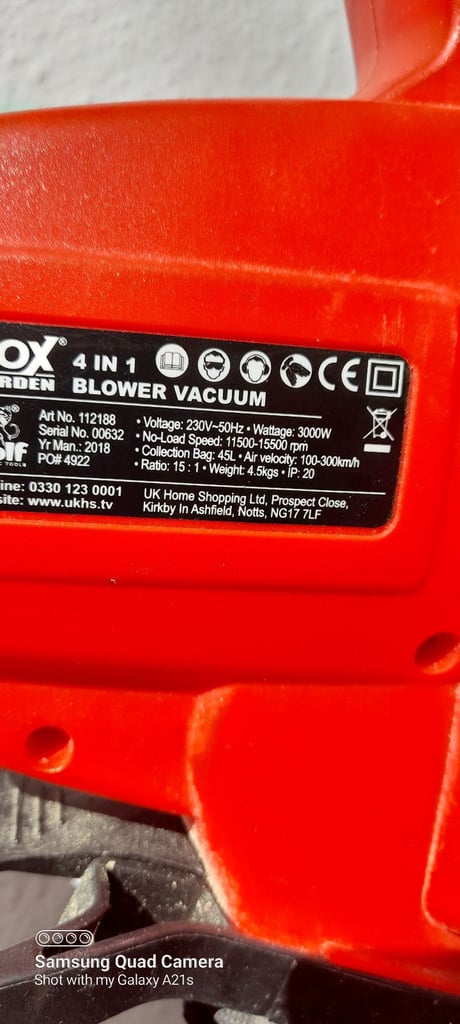 OX®
RDEN
4 IN 1
BLOWER VACUUM
CE
Art No. 112188
Serial No. 00632
Yr Man.: 2018
PO# 4922
• Voltage: 230V~50Hz • Wattage: 3000W
• No-Load Speed: 11500-15500 rpm
• Collection Bag: 45L • Air velocity: 100-300km/h
• Ratio: 15 : 1 • Weight: 4.5kgs • IP: 20
olf
TOOLS
ine: 0330 123 0001
site: www.ukhs.tv
UK Home Shopping Ltd, Prospect Close,
Kirkby In Ashfield, Notts, NG17 7LF
Samsung Quad Camera
Shot with my Galaxy A21s